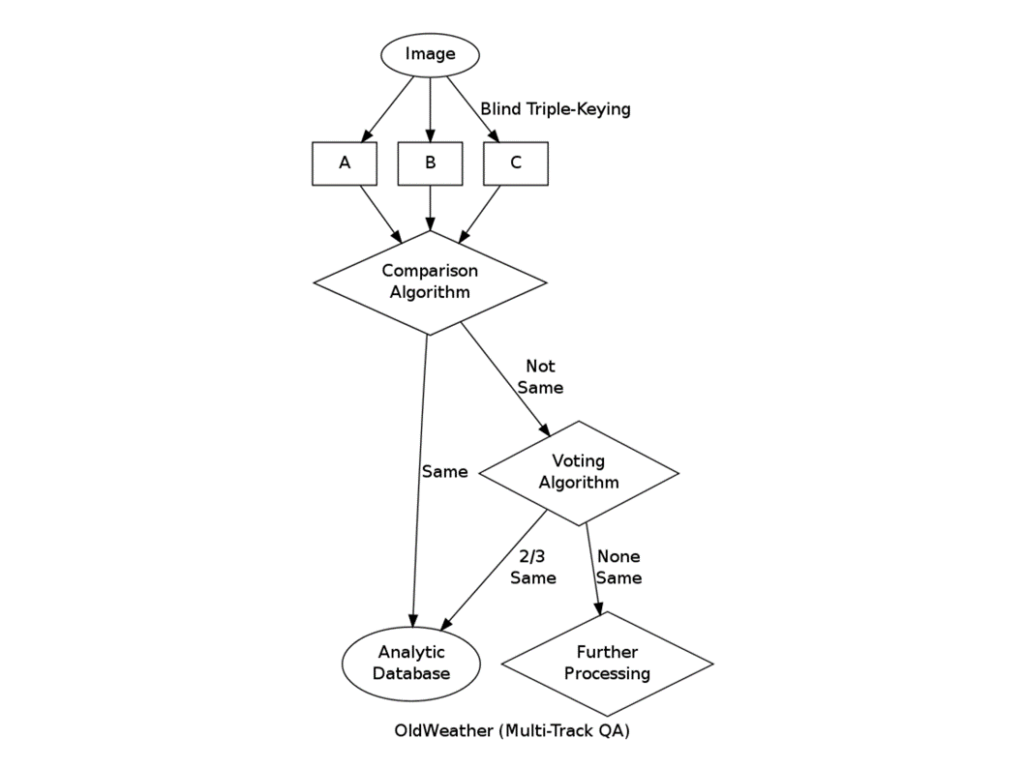 Image
Blind Triple-Keying
A
B
C
Comparison
Algorithm
Not
Same
Voting
Algorithm
Same
2/3
Same
None
Same
Analytic
Database
Further
Processing
OldWeather (Multi-Track QA)